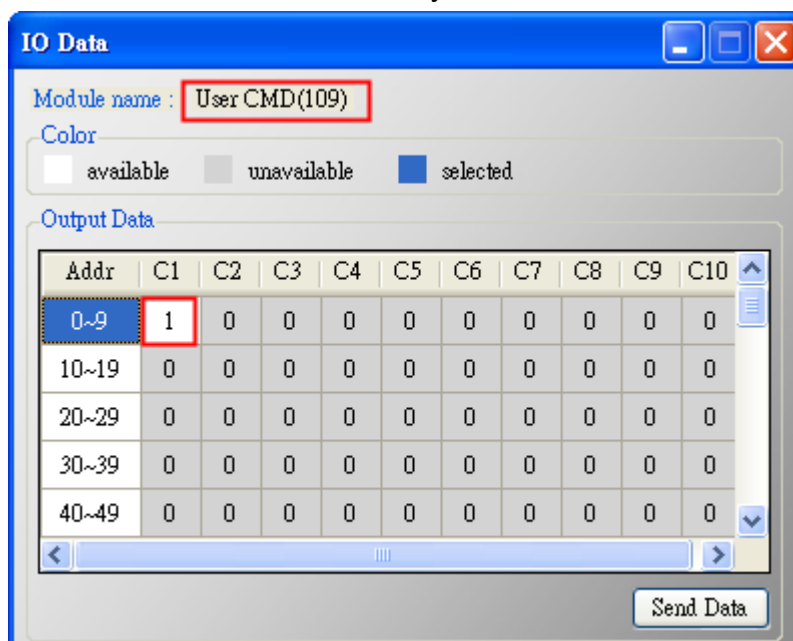 IO Data
Module name : User CMD(109)
Color
available unavailable selected
Output Data
Addr C1 C2 C3 C4 C5 C6 C7 C8 C9 C10
0~9 1 0 0 0 0 0 0 0 0 0
10~19 0 0 0 0 0 0 0 0 0 0
20~29 0 0 0 0 0 0 0 0 0 0
30~39 0 0 0 0 0 0 0 0 0 0
40~49 0 0 0 0 0 0 0 0 0 0
Send Data